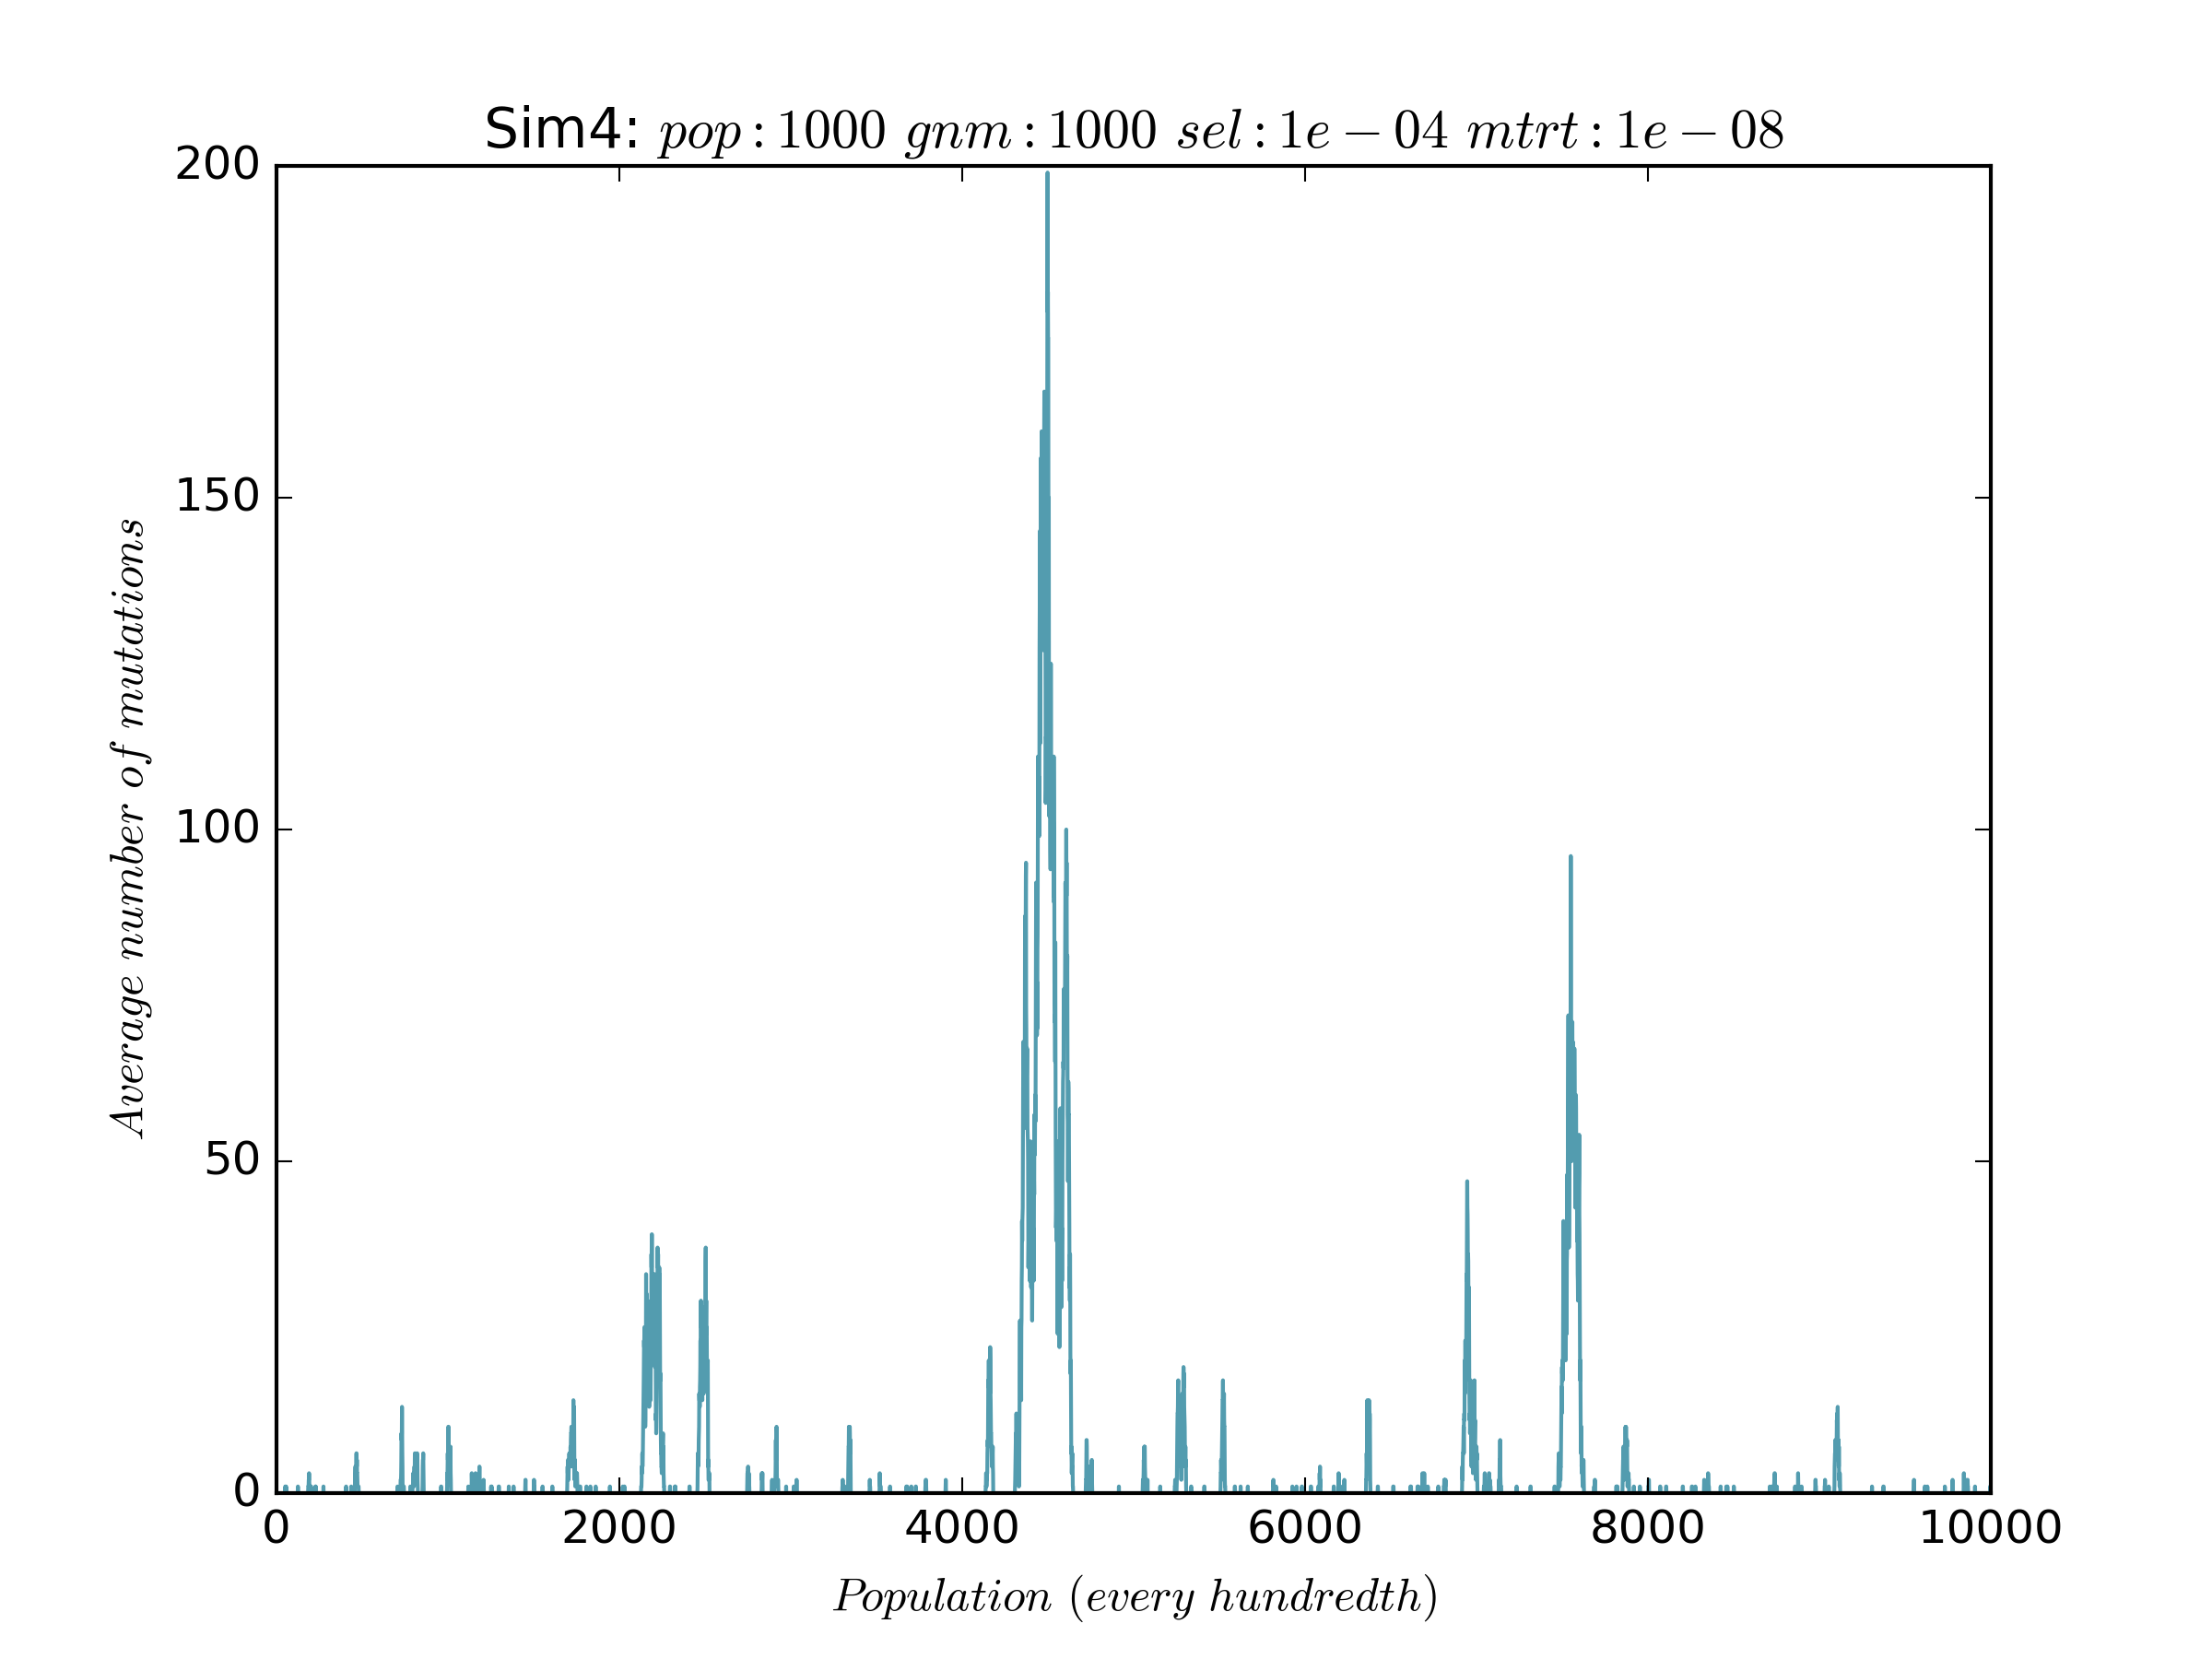 Sim4: pop : 1000 gnm : 1000 sel : 1e − 04 mtrt : 1e − 08
200
150
100
50
0
Average number of mutations
0 2000 4000 6000 8000 10000
Population (every hundredth)